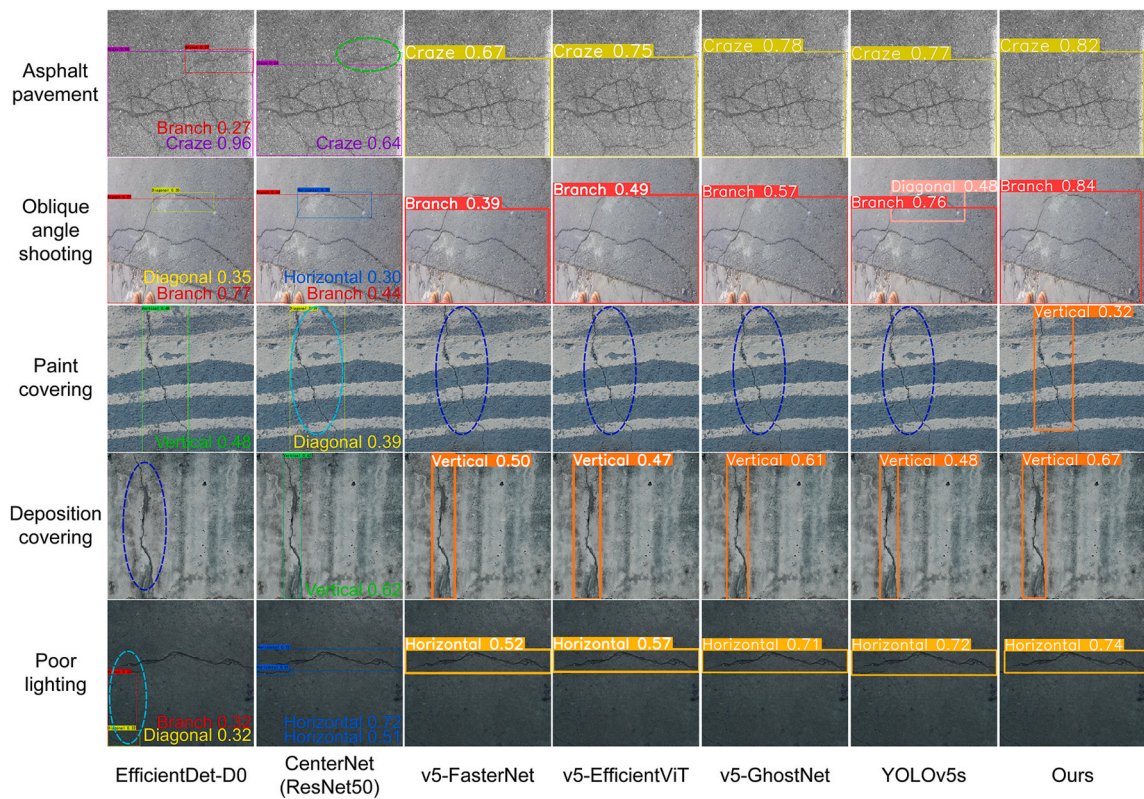 Asphalt
pavement
Branch 0.27
Craze 0.96
Craze 0.64
Craze 0.67
Craze 0.75
Craze 0.78
Craze 0.77
Craze 0.82
Oblique
angle
shooting
Diagonal 0.35
Branch 0.77
Horizontal 0.30
Branch 0.44
Branch 0.39
Branch 0.49
Branch 0.57
Diagonal 0.48
Branch 0.76
Branch 0.84
Paint
covering
Vertical 0.48
Diagonal 0.39
Vertical 0.32
Deposition
covering
Vertical 0.62
Vertical 0.50
Vertical 0.47
Vertical 0.61
Vertical 0.48
Vertical 0.67
Poor
lighting
Branch 0.32
Diagonal 0.32
Horizontal 0.72
Horizontal 0.51
Horizontal 0.52
Horizontal 0.57
Horizontal 0.71
Horizontal 0.72
Horizontal 0.74
EfficientDet-D0
CenterNet
(ResNet50)
v5-FasterNet
v5-EfficientViT
v5-GhostNet
YOLOv5s
Ours